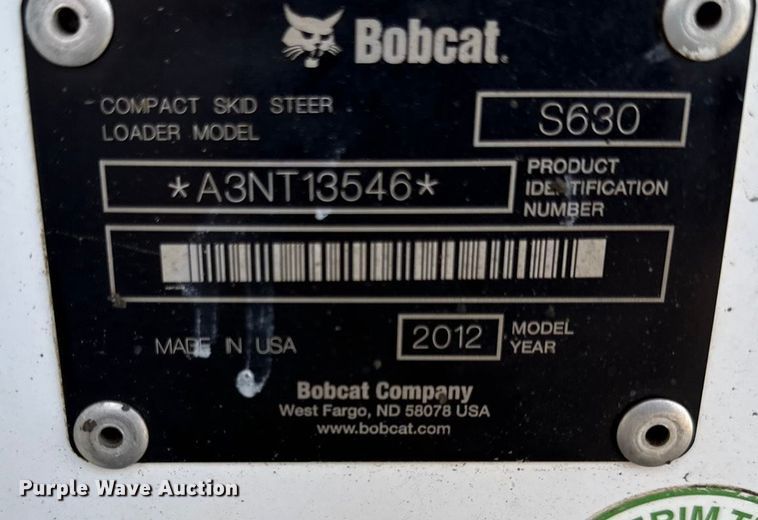 Bobcat.
COMPACT SKID STEER
LOADER MODEL
S630
*A3NT13546*
PRODUCT
IDENTIFICATION
NUMBER
MADE IN USA
2012
MODEL
YEAR
Bobcat Company
West Fargo, ND 58078 USA
www.bobcat.com
Purple Wave Auction